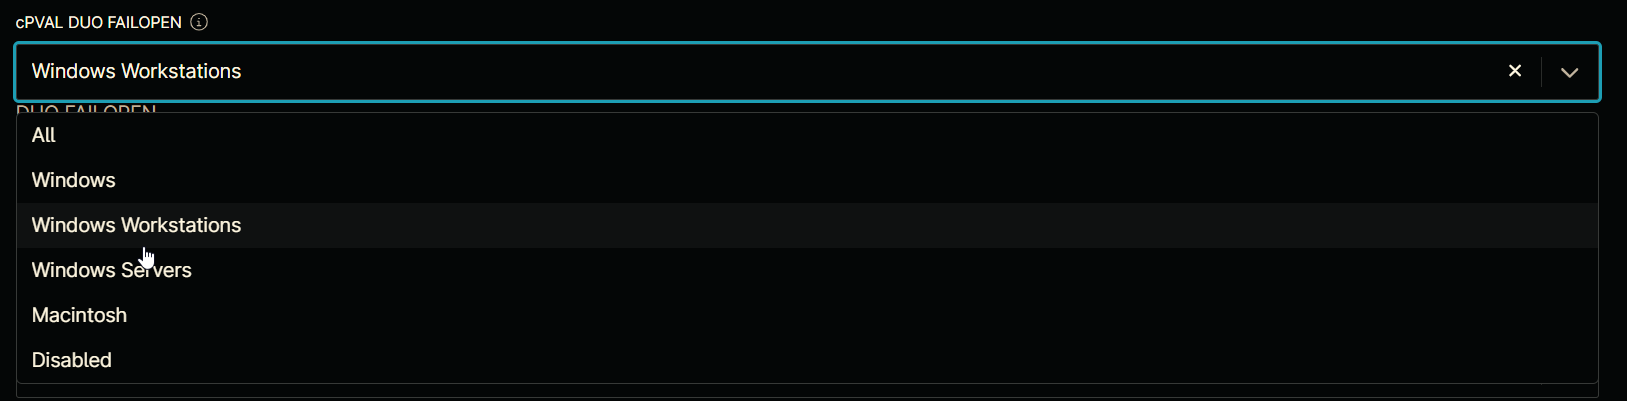 cPVAL DUO FAILOPEN
Windows Workstations
DUO FAILOPEN
All
Windows
Windows Workstations
Windows Servers
Macintosh
Disabled